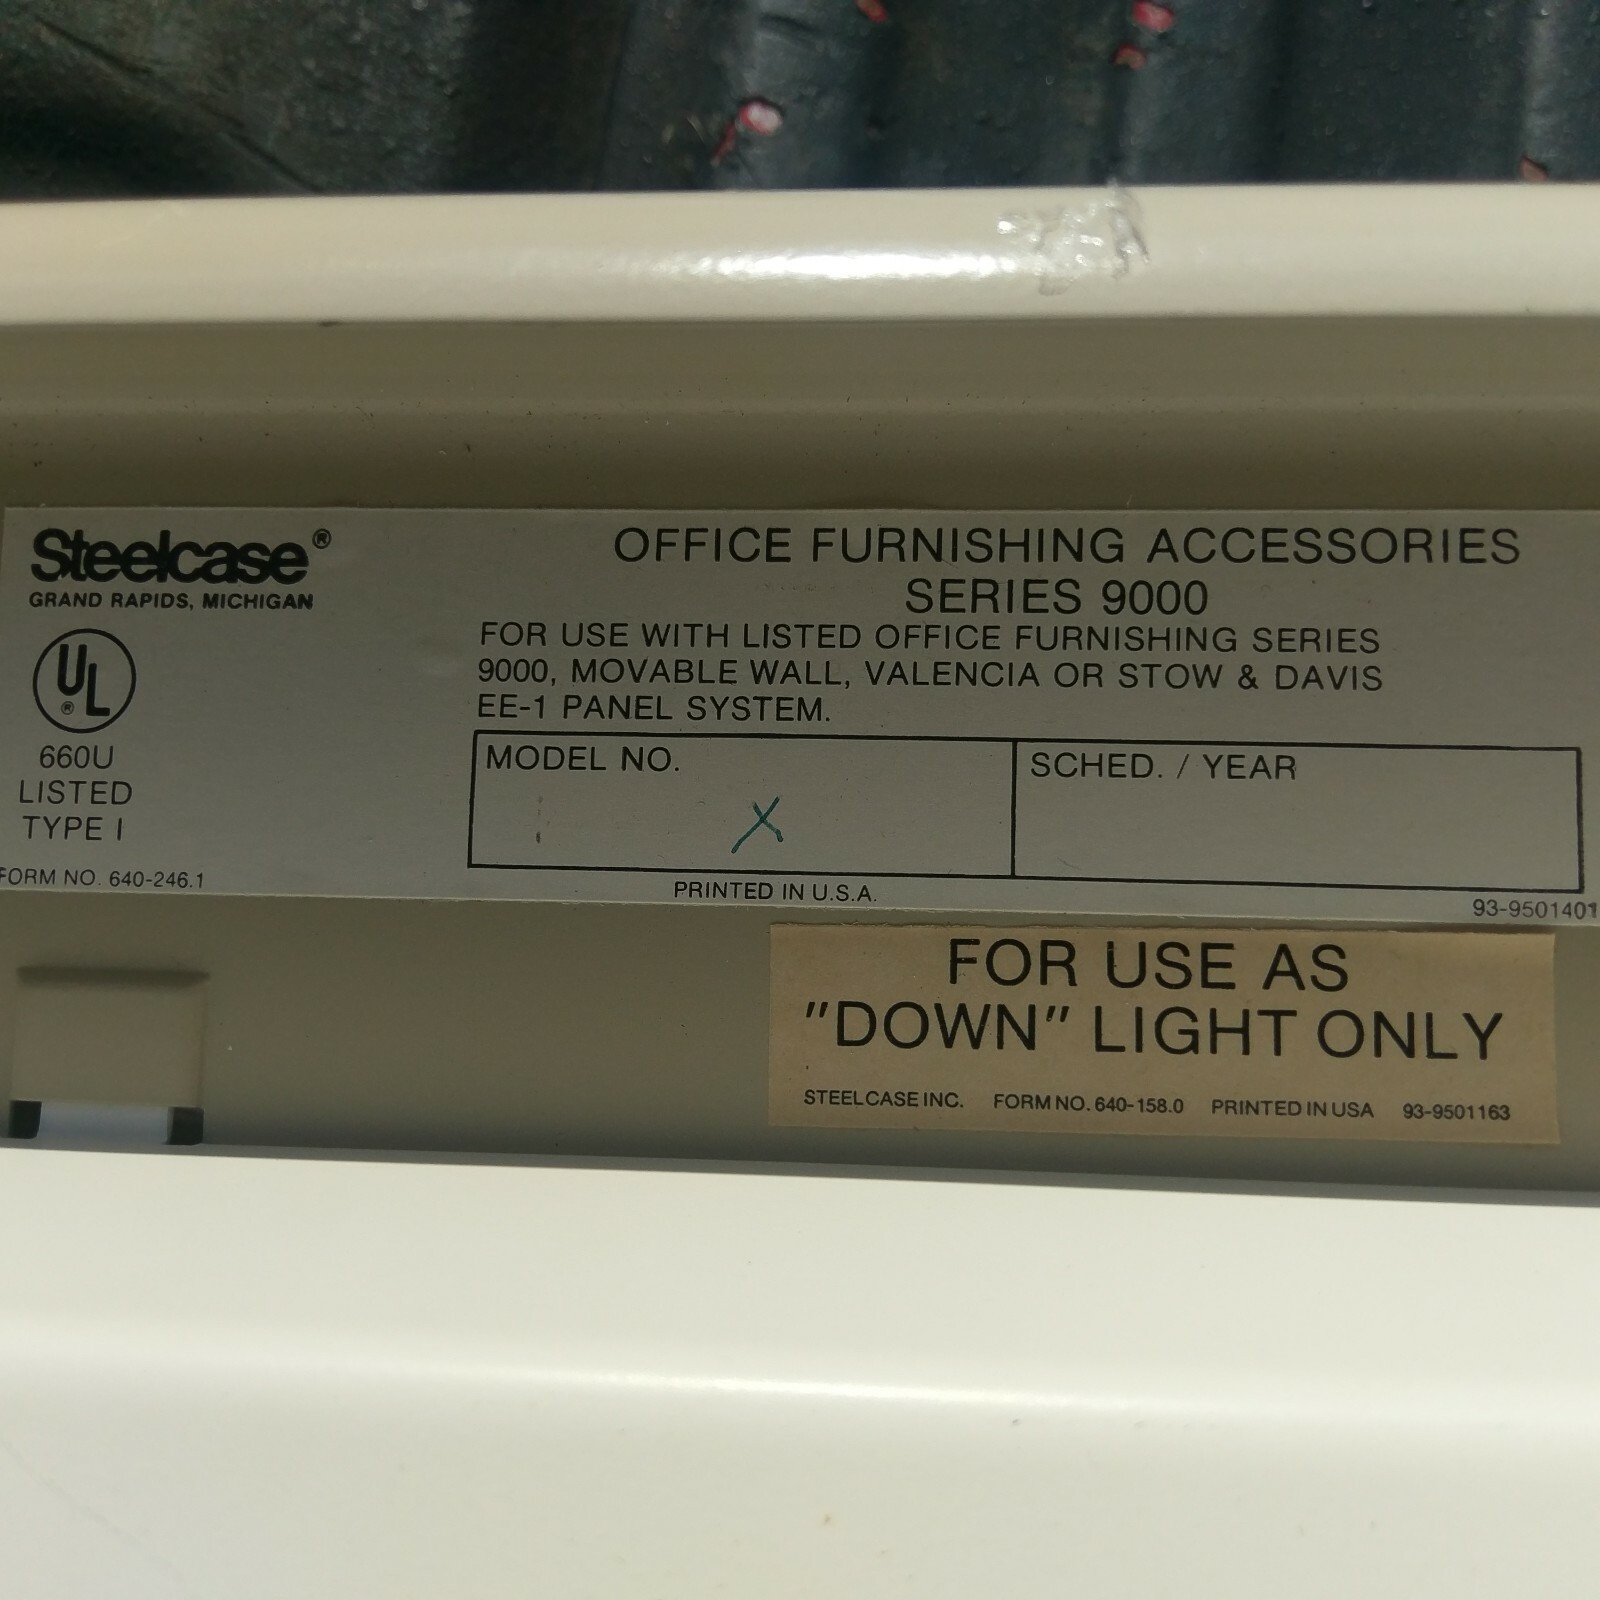 Steelcase®
GRAND RAPIDS, MICHIGAN
UL
®
660U
LISTED
TYPE I
FORM NO. 640-246.1
OFFICE FURNISHING ACCESSORIES
SERIES 9000
FOR USE WITH LISTED OFFICE FURNISHING SERIES
9000, MOVABLE WALL, VALENCIA OR STOW & DAVIS
EE-1 PANEL SYSTEM.
MODEL NO.
X
SCHED. / YEAR
PRINTED IN U.S.A.
93-9501401
FOR USE AS
"DOWN" LIGHT ONLY
STEELCASE INC. FORM NO. 640-158.0 PRINTED IN USA 93-9501163